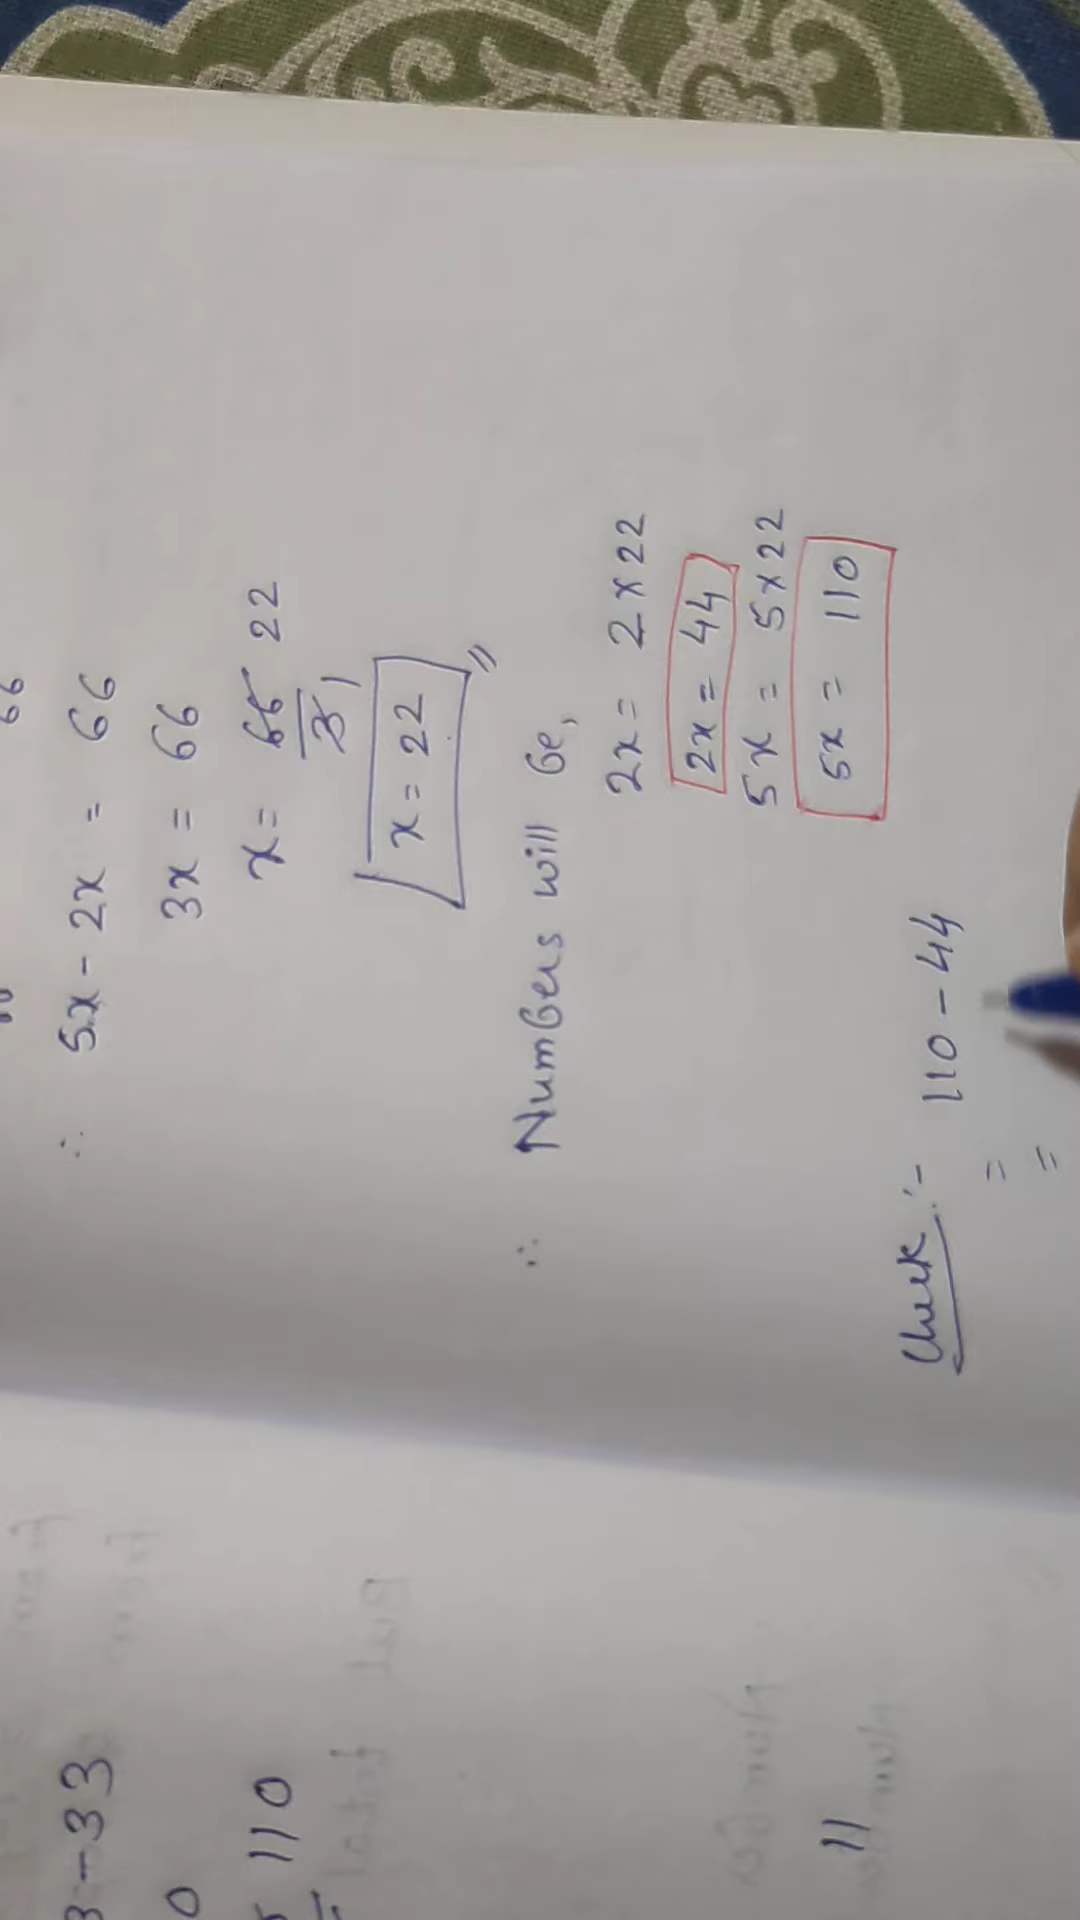 66
∴ 5x - 2x = 66
3x = 66
x = 66 22
3 1
x = 22
∴ Numbers will be,
2x = 2 x 22
2x = 44
5x = 5 x 22
5x = 110
Check :- 110 - 44
=
=
3 - 33
0
110
11